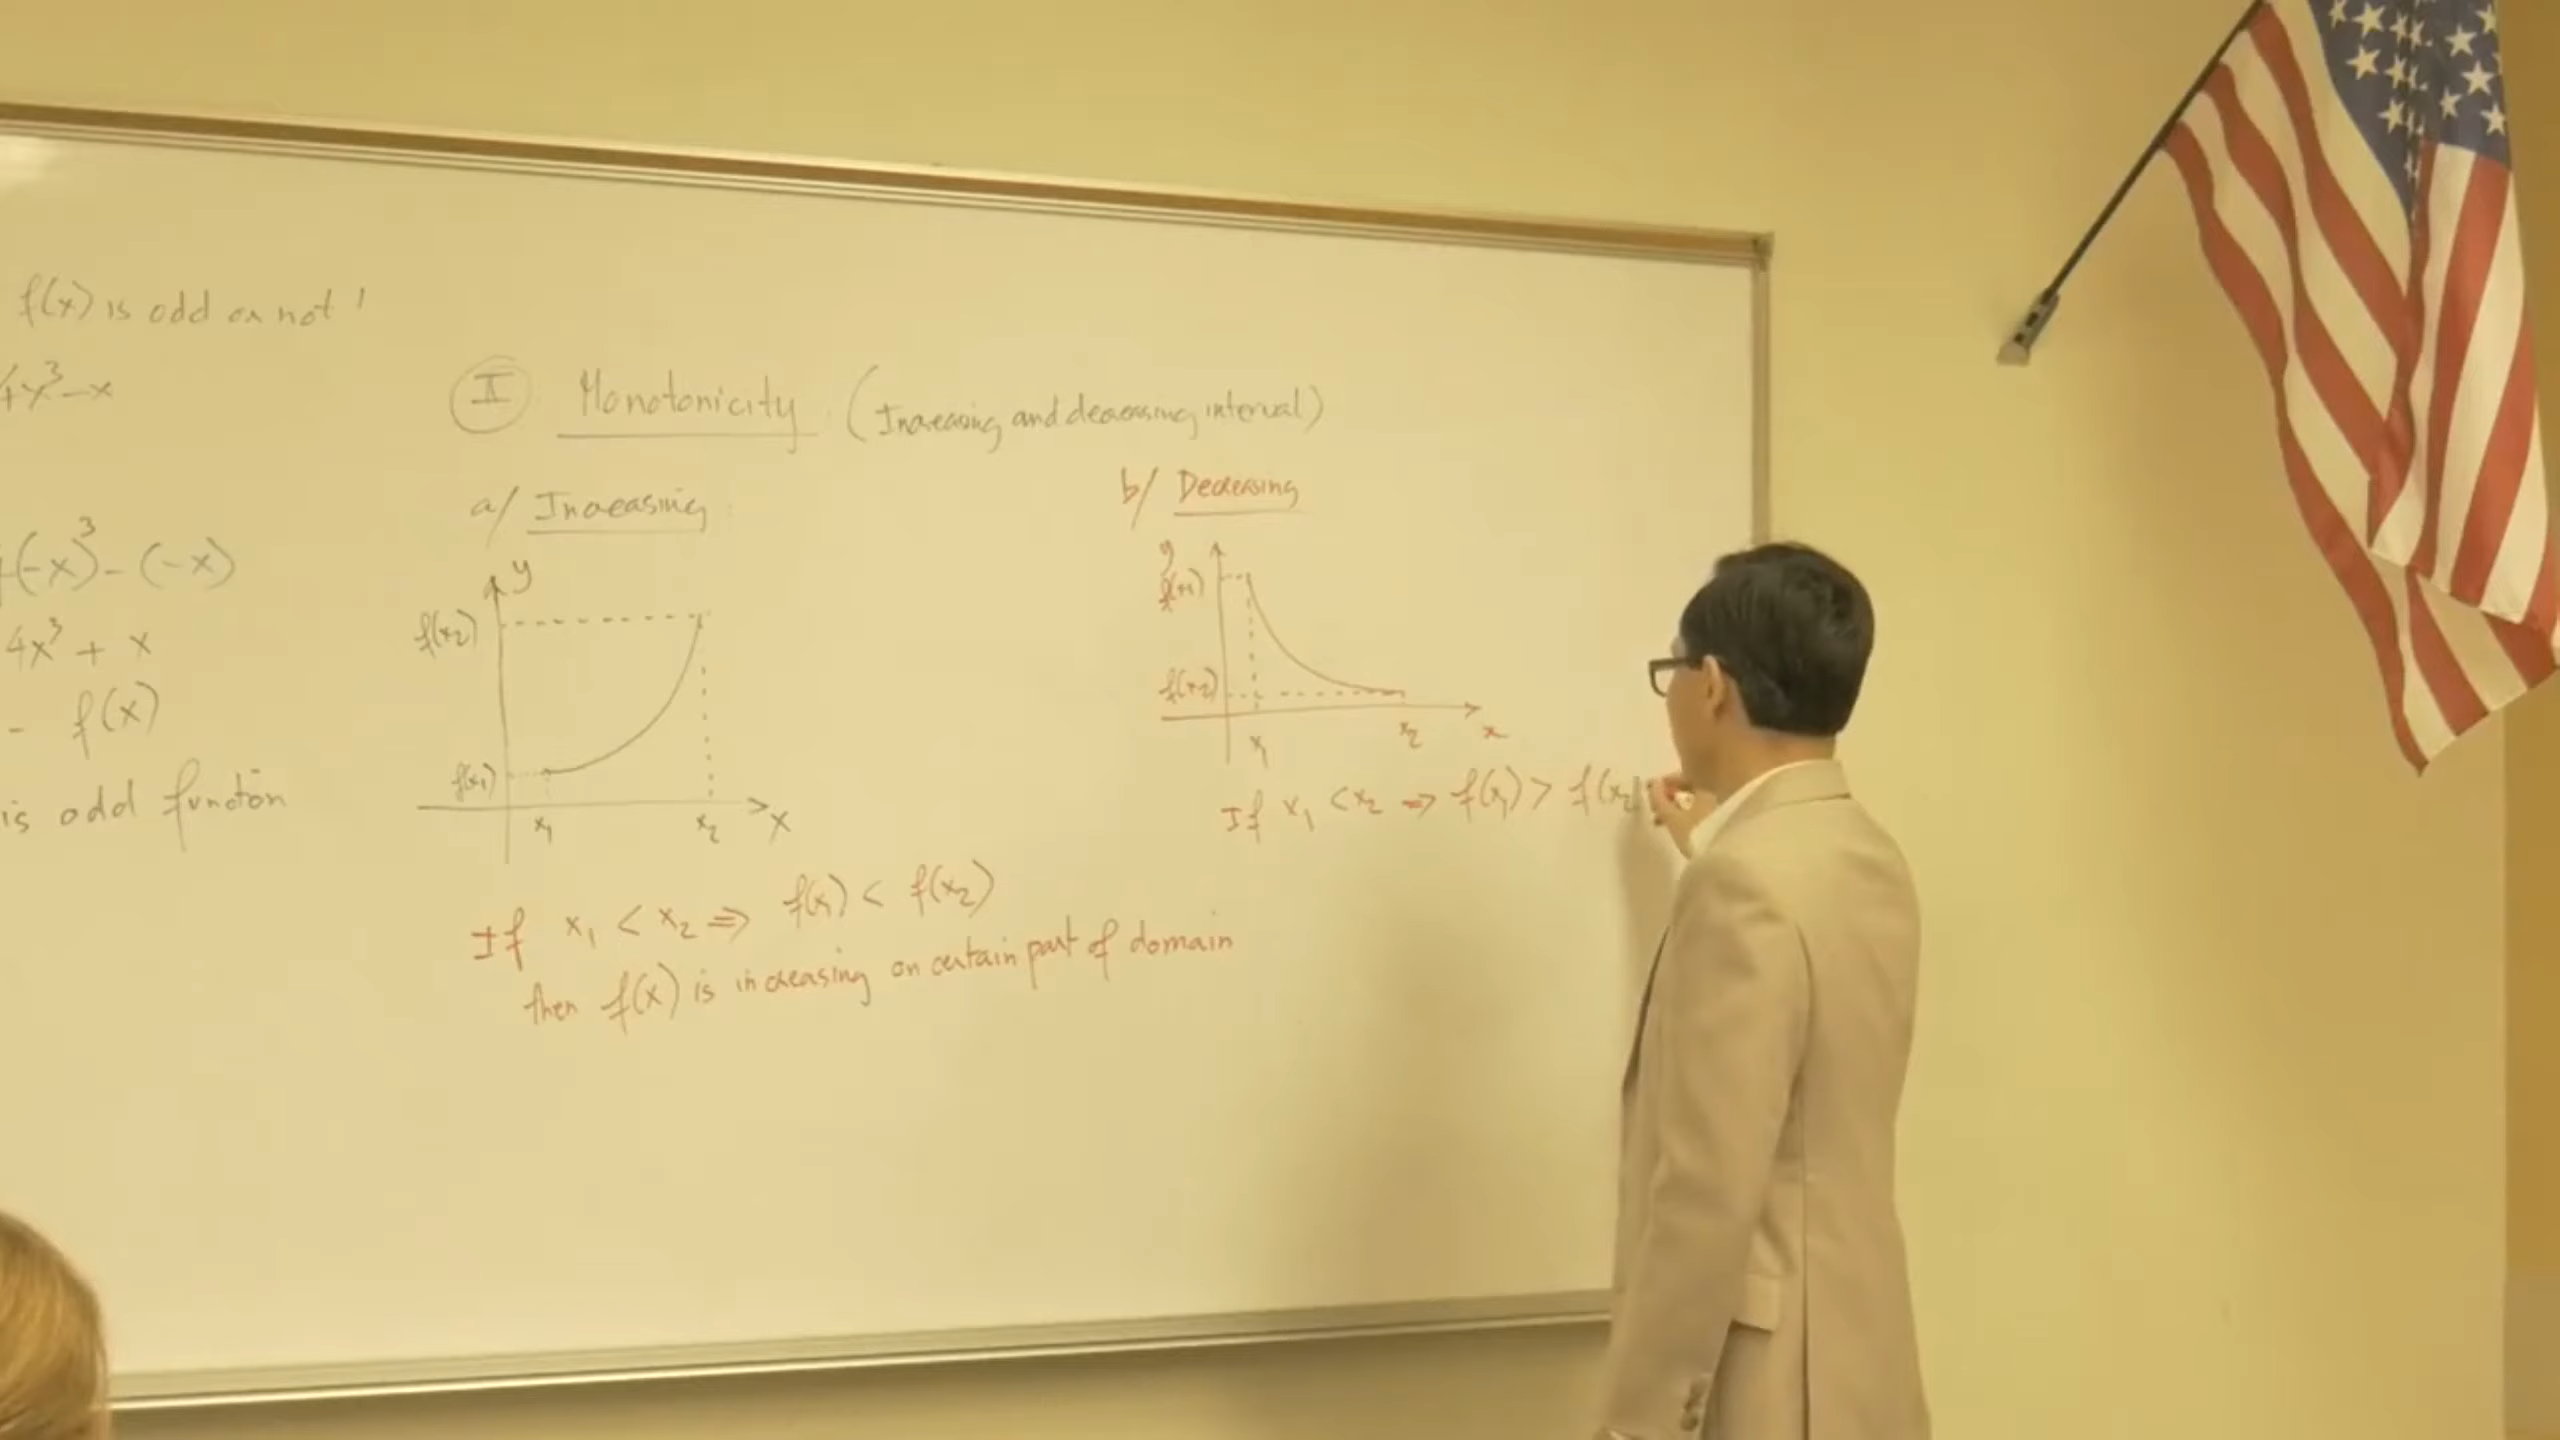 f(x) is odd or not
4x³-x
(-x)³-(-x)
4x³ + x
- f(x)
is odd function
II Monotonicity (Increasing and decreasing interval)
a/ Increasing
y
f(x2)
f(x1)
x1
x2
x
If x1 < x2 => f(x1) < f(x2)
then f(x) is increasing on certain part of domain
b/ Decreasing
y
f(x1)
f(x2)
x1
x2
x
If x1 < x2 => f(x1) > f(x2